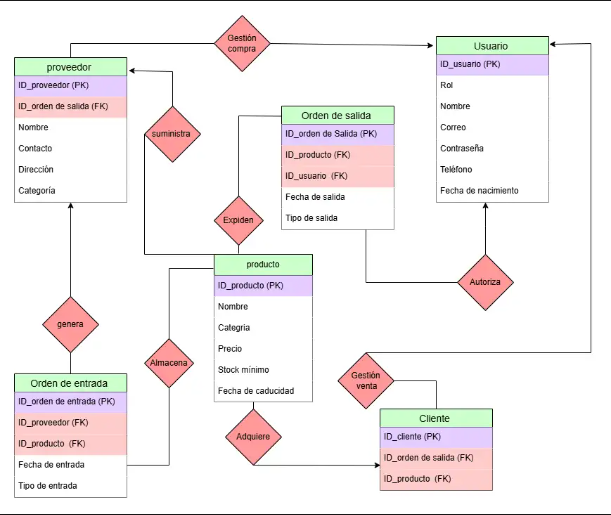 Gestión
compra
Usuario
ID_usuario (PK)
Rol
Nombre
Correo
Contraseña
Teléfono
Fecha de nacimiento
proveedor
ID_proveedor (PK)
ID_orden de salida (FK)
Nombre
Contacto
Direcciòn
Categoría
suministra
Orden de salida
ID_orden de Salida (PK)
ID_producto (FK)
ID_usuario  (FK)
Fecha de salida
Tipo de salida
Expiden
producto
ID_producto (PK)
Nombre
Categria
Precio
Stock mínimo
Fecha de caducidad
Autoriza
genera
Almacena
Orden de entrada
ID_orden de entrada (PK)
ID_proveedor (FK)
ID_producto  (FK)
Fecha de entrada
Tipo de entrada
Gestión
venta
Adquiere
Cliente
ID_cliente (PK)
ID_orden de salida (FK)
ID_producto  (FK)